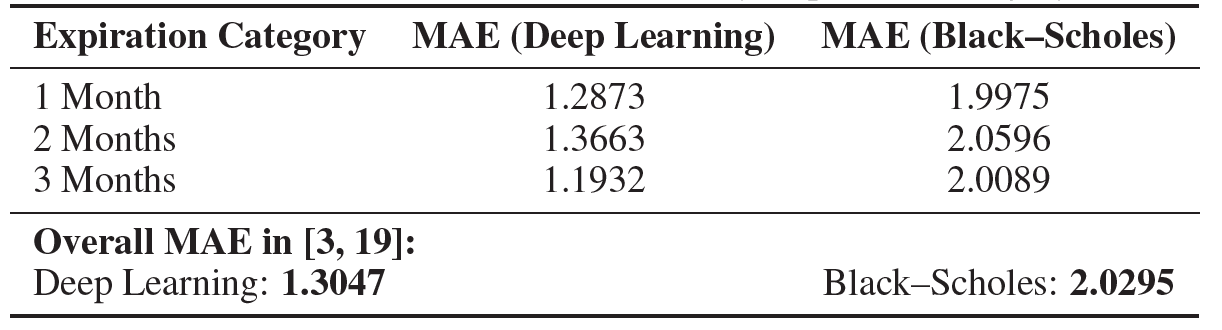 Expiration Category MAE (Deep Learning) MAE (Black–Scholes)
1 Month 1.2873 1.9975
2 Months 1.3663 2.0596
3 Months 1.1932 2.0089
Overall MAE in [3, 19]:
Deep Learning: 1.3047 Black–Scholes: 2.0295